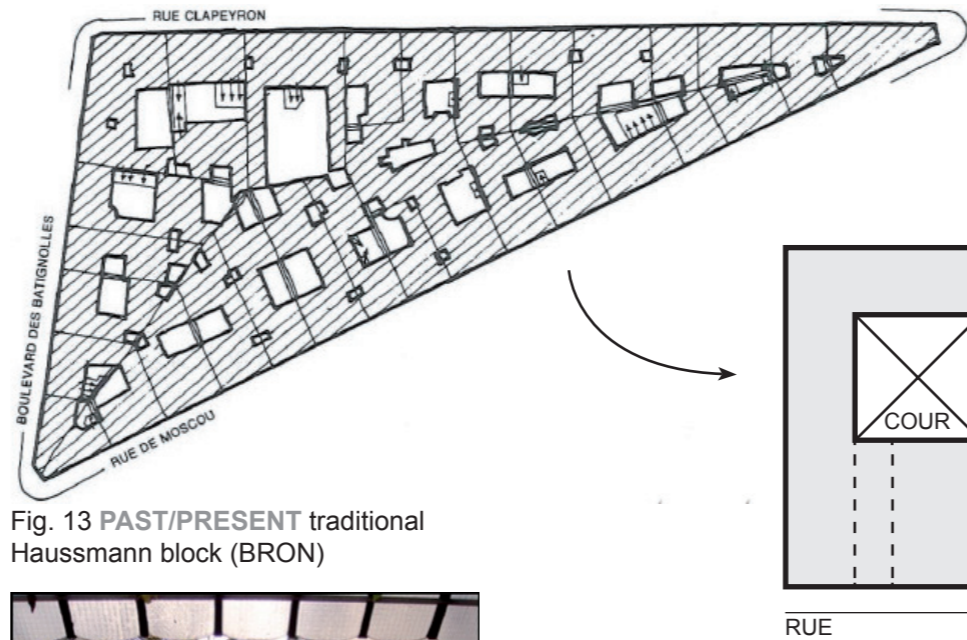 RUE CLAPEYRON
BOULEVARD DES BATIGNOLLES
RUE DE MOSCOU
COUR
RUE
Fig. 13 PAST/PRESENT traditional
Haussmann block (BRON)